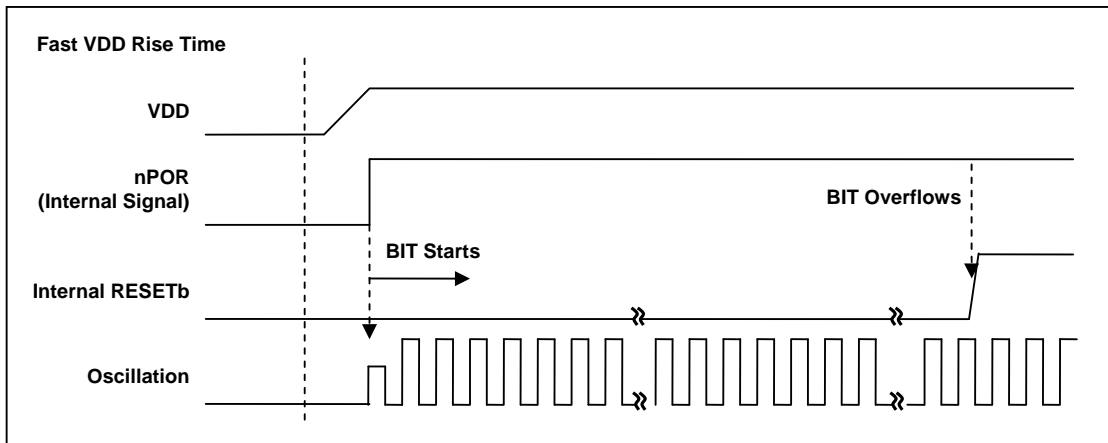 Fast VDD Rise Time
VDD
nPOR
(Internal Signal)
BIT Overflows
BIT Starts
Internal RESETb
Oscillation